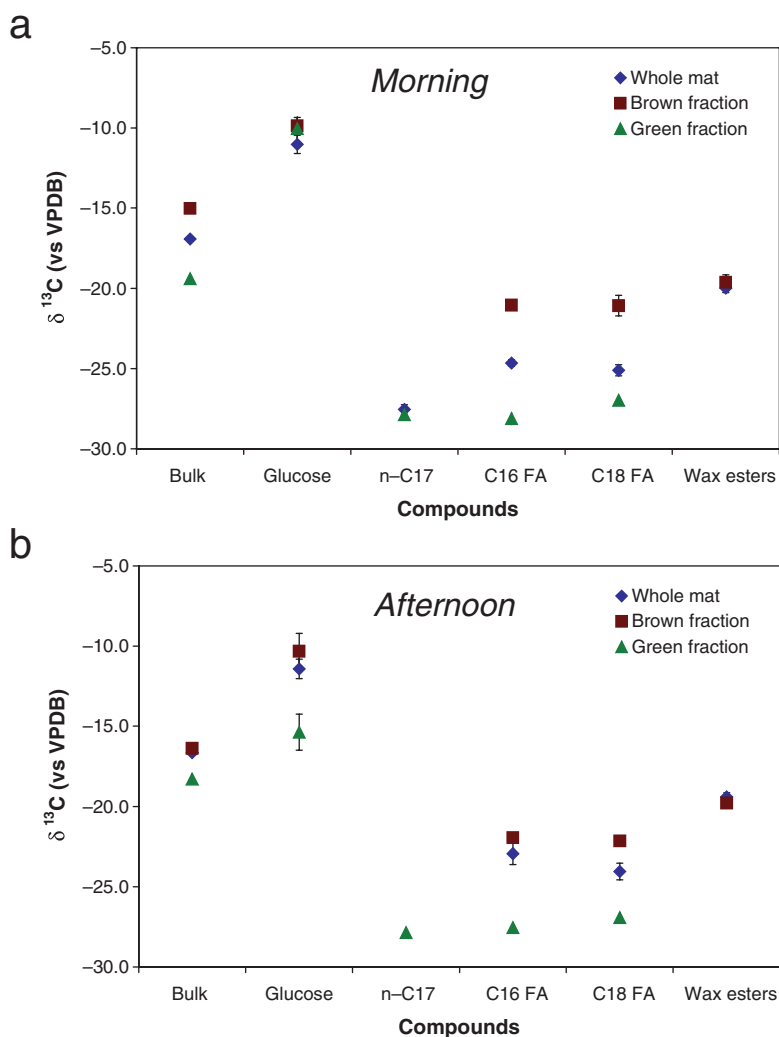 a
Morning
Whole mat
Brown fraction
Green fraction
δ ¹³C (vs VPDB)
–5.0
–10.0
–15.0
–20.0
–25.0
–30.0
Bulk Glucose n–C17 C16 FA C18 FA Wax esters
Compounds
b
Afternoon
Whole mat
Brown fraction
Green fraction
δ ¹³C (vs VPDB)
–5.0
–10.0
–15.0
–20.0
–25.0
–30.0
Bulk Glucose n–C17 C16 FA C18 FA Wax esters
Compounds